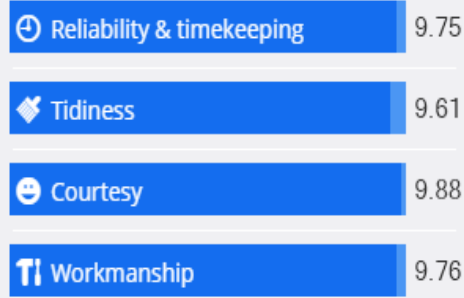 Reliability & timekeeping 9.75
Tidiness 9.61
Courtesy 9.88
Workmanship 9.76